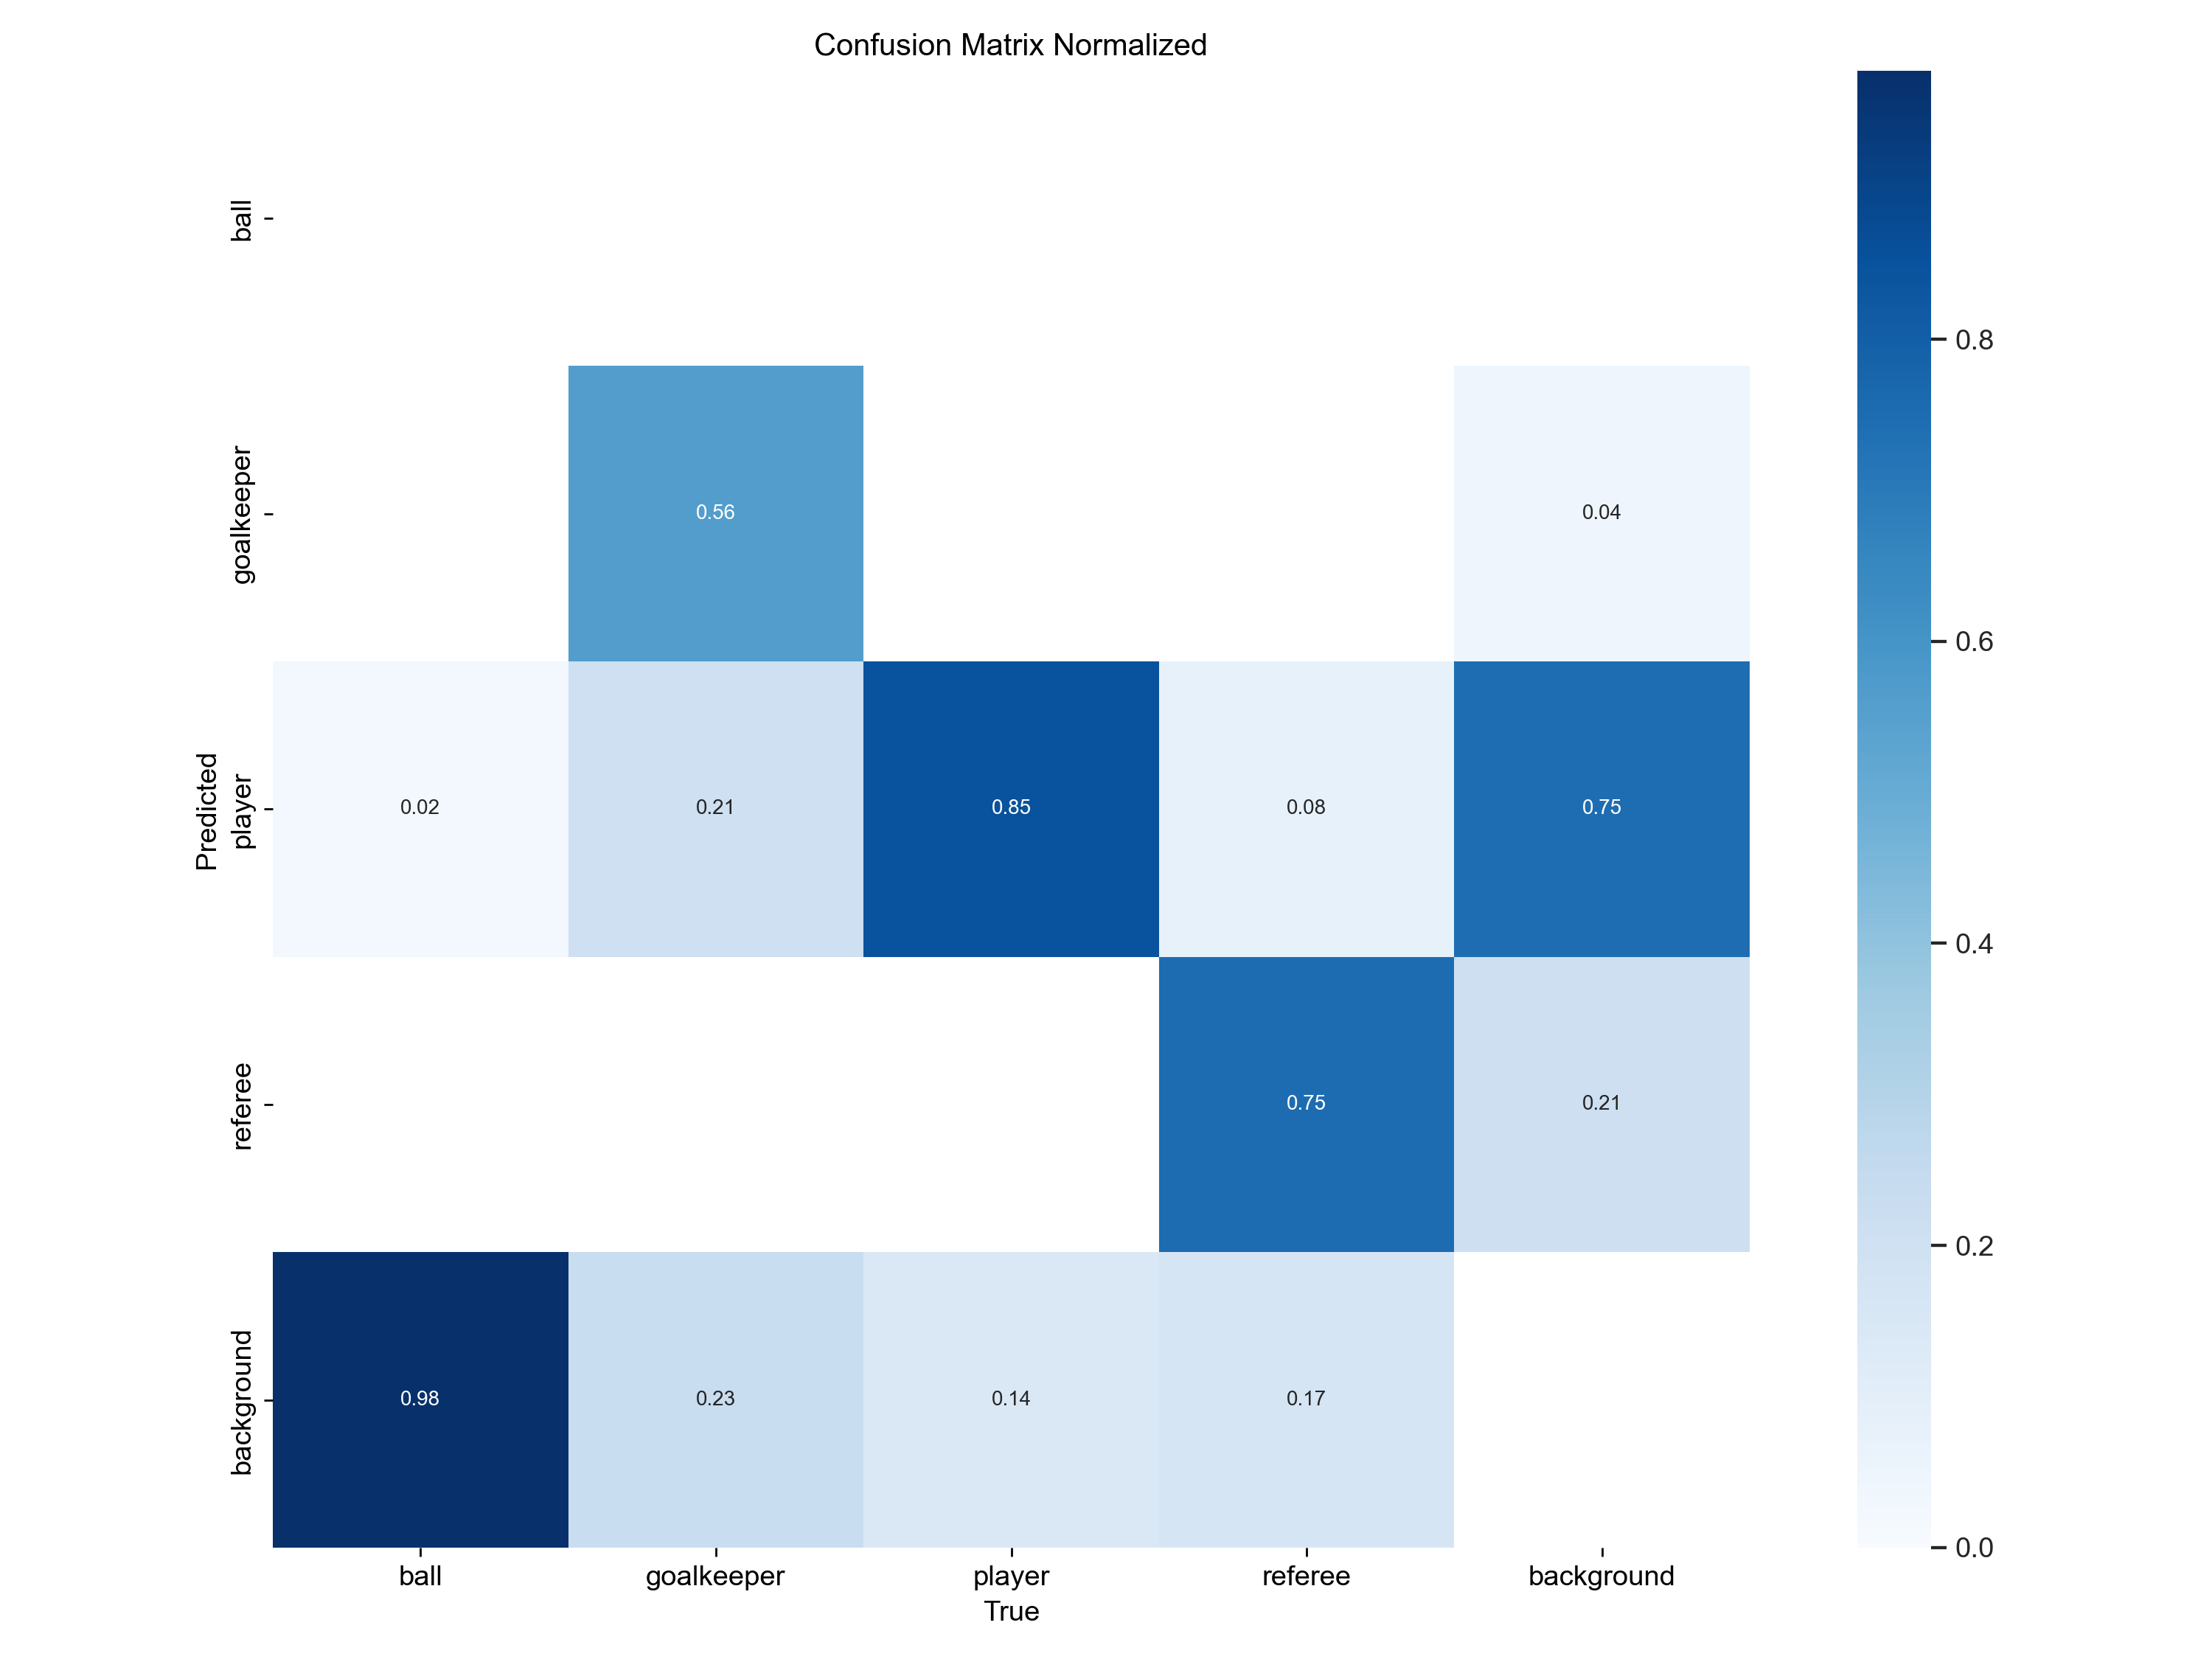 Confusion Matrix Normalized
ball
goalkeeper
0.56
0.04
Predicted
player
0.02
0.21
0.85
0.08
0.75
referee
0.75
0.21
background
0.98
0.23
0.14
0.17
ball
goalkeeper
player
referee
background
True
0.8
0.6
0.4
0.2
0.0